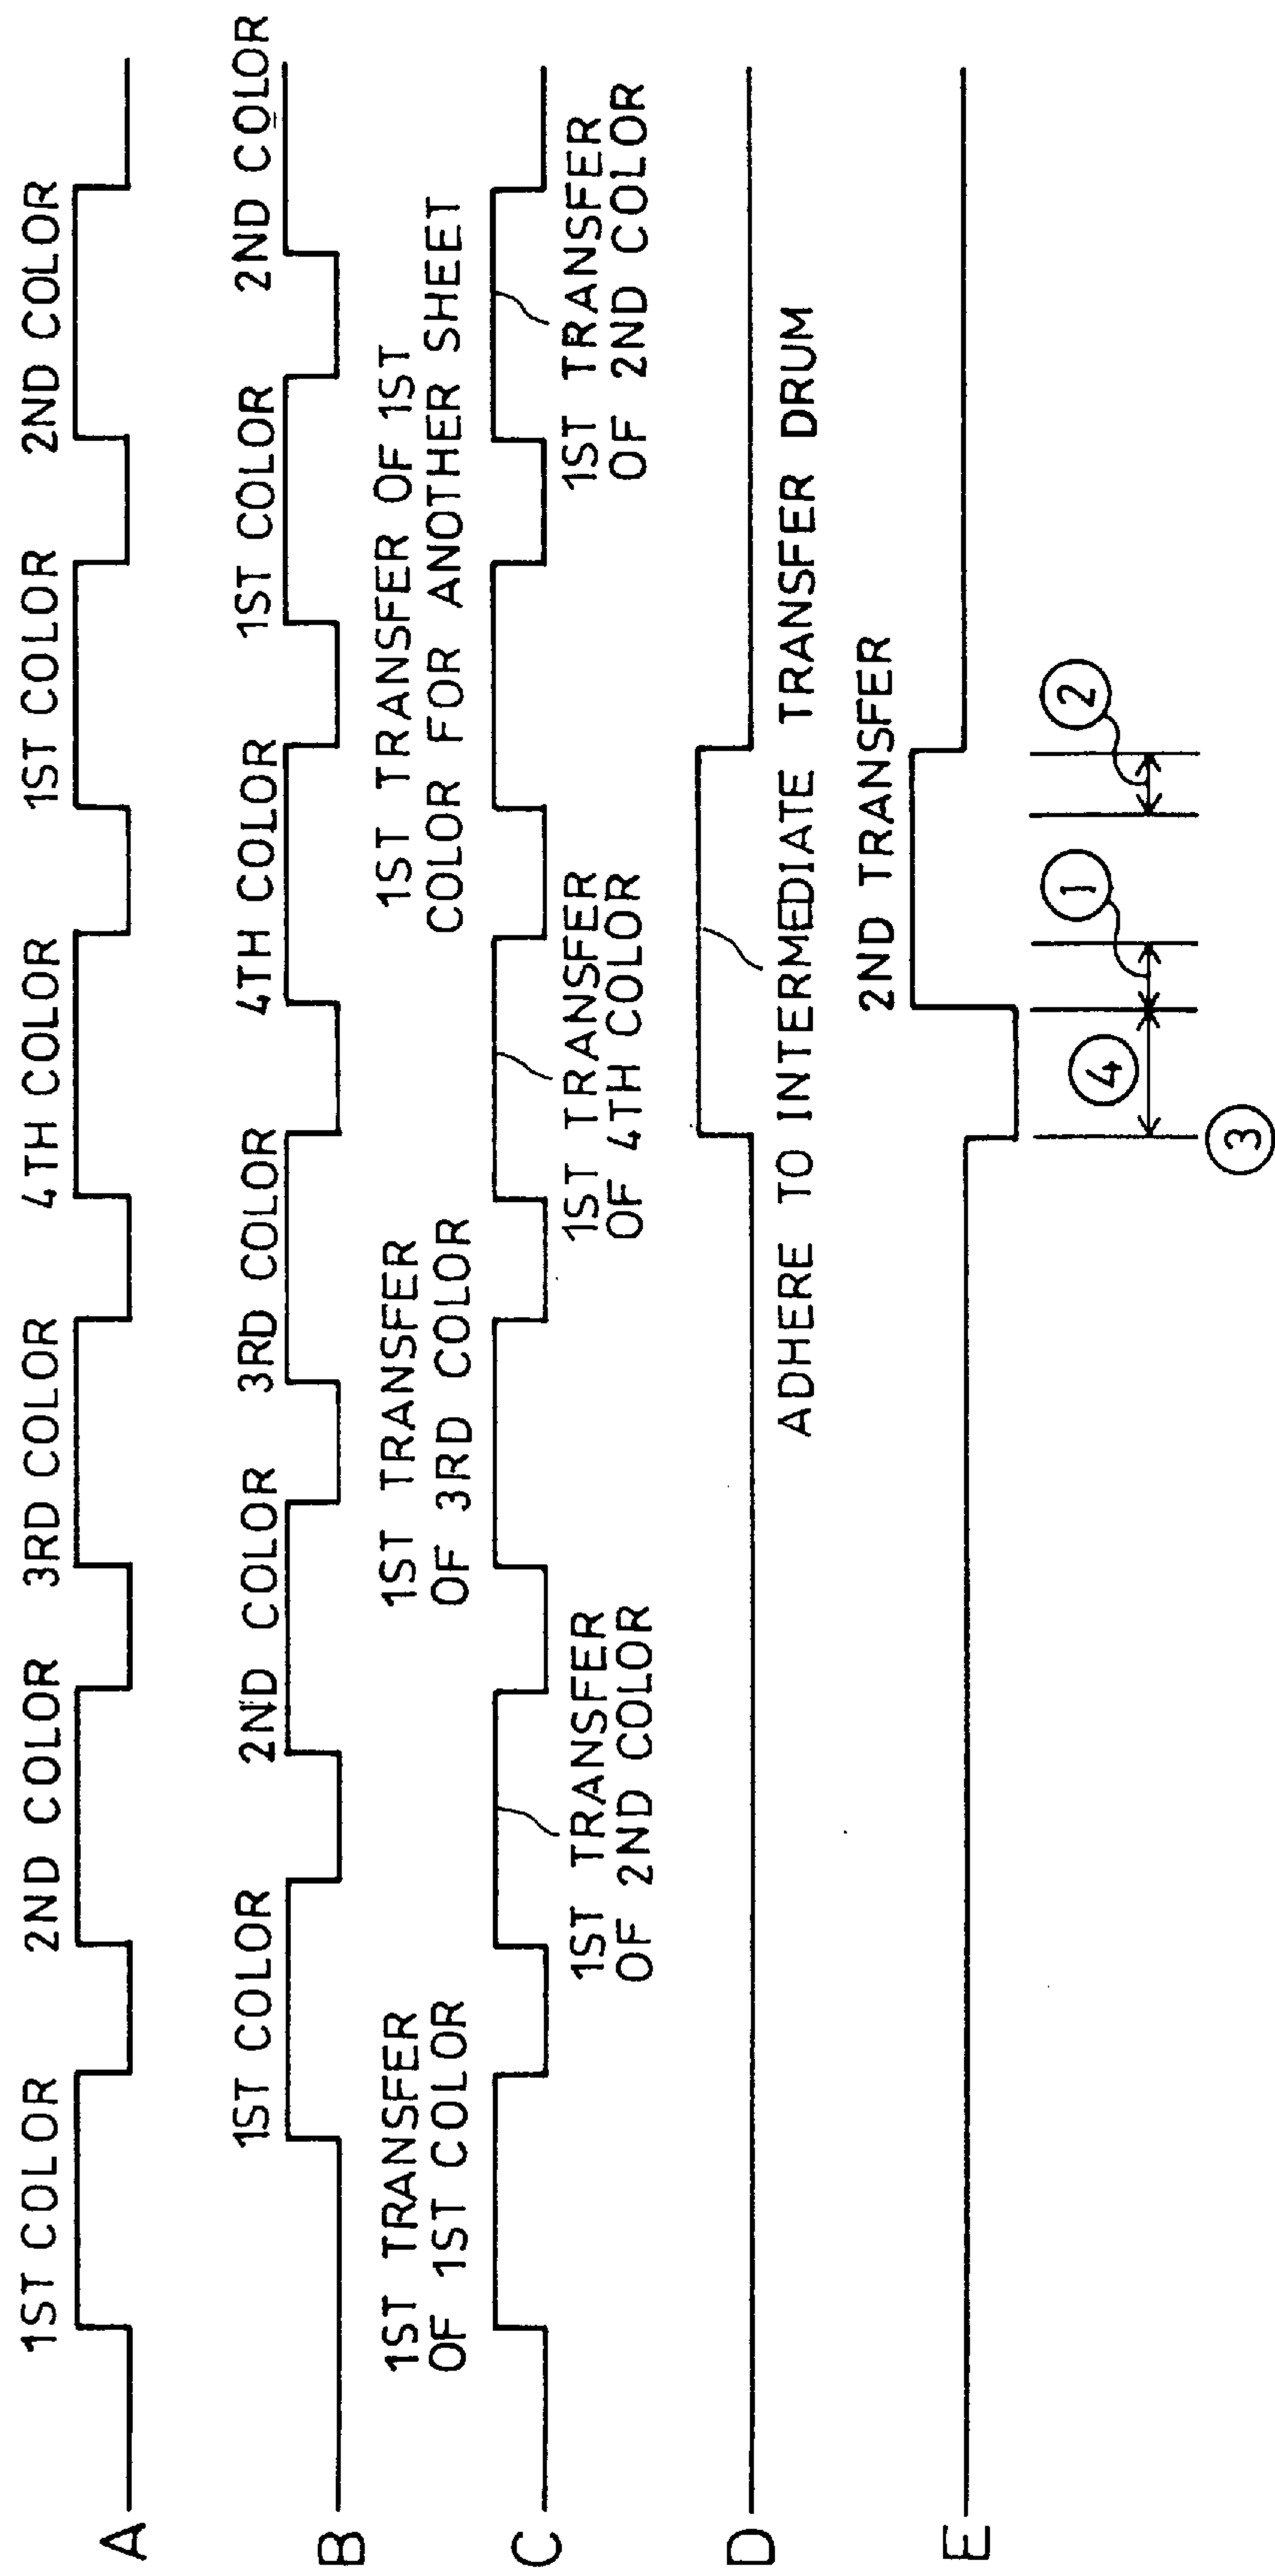 A
1ST COLOR
2ND COLOR
3RD COLOR
4TH COLOR
1ST COLOR
2ND COLOR
B
1ST COLOR
2ND COLOR
3RD COLOR
4TH COLOR
1ST COLOR
2ND COLOR
C
1ST TRANSFER
OF 1ST COLOR
1ST TRANSFER
OF 2ND COLOR
1ST TRANSFER
OF 3RD COLOR
1ST TRANSFER
OF 4TH COLOR
1ST TRANSFER OF 1ST
COLOR FOR ANOTHER SHEET
1ST TRANSFER
OF 2ND COLOR
D
ADHERE TO INTERMEDIATE TRANSFER DRUM
E
2ND TRANSFER
③
④
①
②